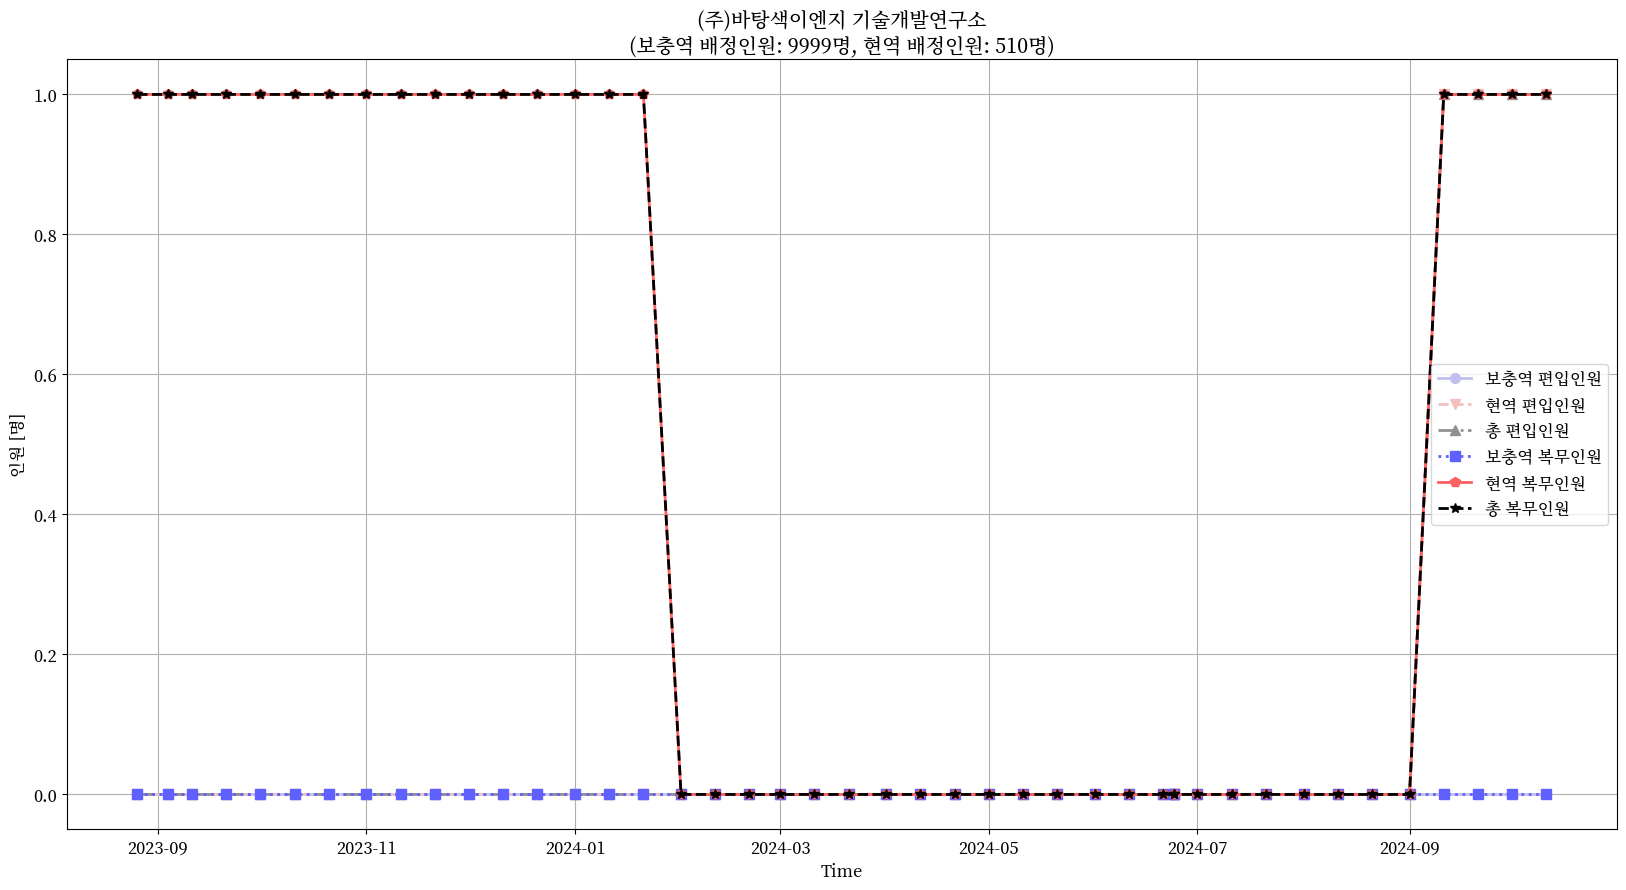 (주)바탕색이엔지 기술개발연구소
(보충역 배정인원: 9999명, 현역 배정인원: 510명)
인원 [명]
1.0
0.8
0.6
0.4
0.2
0.0
보충역 편입인원
현역 편입인원
총 편입인원
보충역 복무인원
현역 복무인원
총 복무인원
2023-09
2023-11
2024-01
2024-03
2024-05
2024-07
2024-09
Time